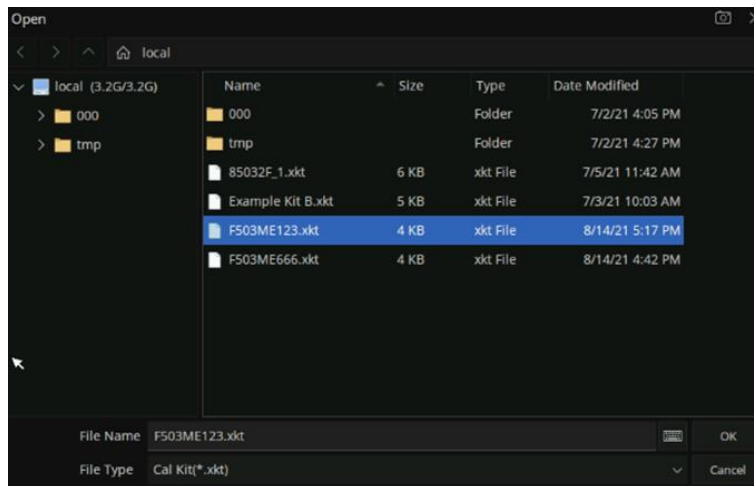 Open
local
local (3.2G/3.2G)
000
tmp
Name Size Type Date Modified
000 Folder 7/2/21 4:05 PM
tmp Folder 7/2/21 4:27 PM
85032F_1.xkt 6 KB xkt File 7/5/21 11:42 AM
Example Kit B.xkt 5 KB xkt File 7/3/21 10:03 AM
F503ME123.xkt 4 KB xkt File 8/14/21 5:17 PM
F503ME666.xkt 4 KB xkt File 8/14/21 4:42 PM
File Name F503ME123.xkt OK
File Type Cal Kit(*.xkt) Cancel